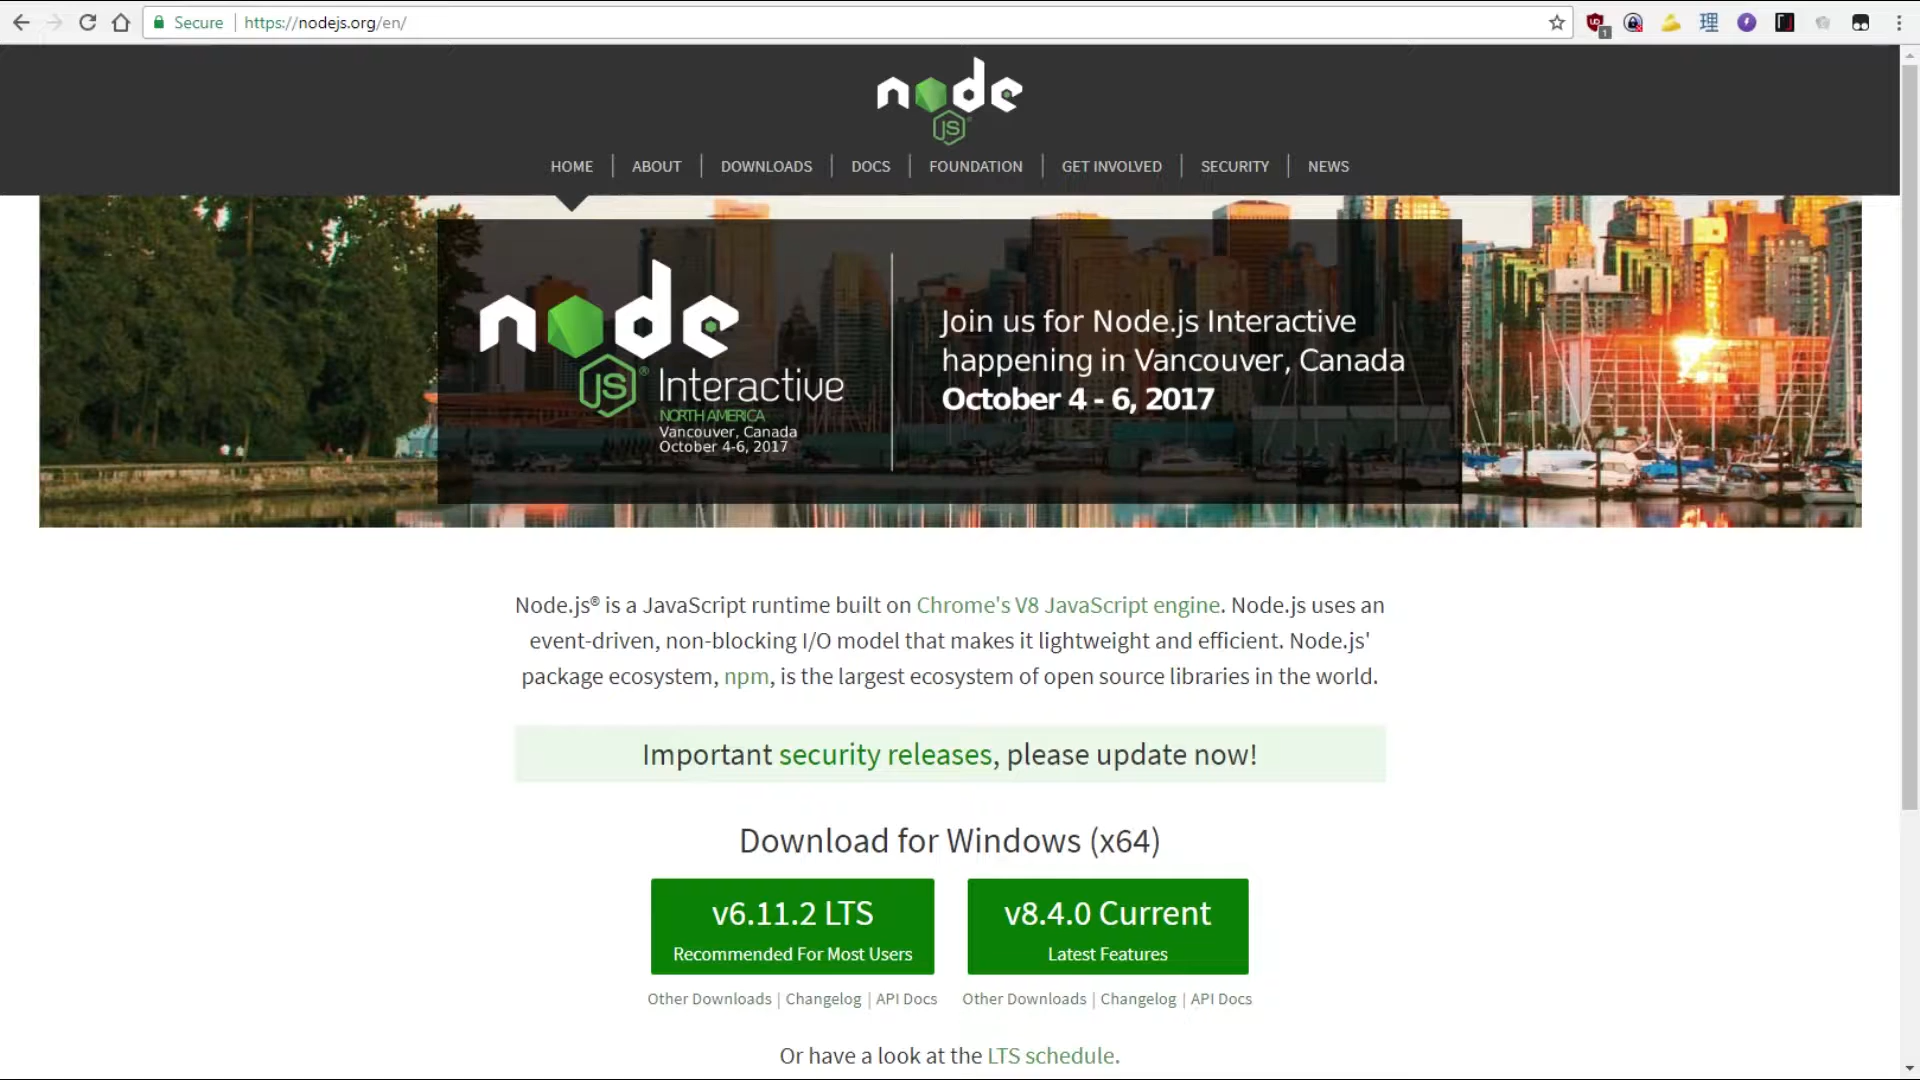 Secure https://nodejs.org/en/
1
理
node
JS
HOME ABOUT DOWNLOADS DOCS FOUNDATION GET INVOLVED SECURITY NEWS
node
JS® Interactive
NORTH AMERICA
Vancouver, Canada
October 4-6, 2017
Join us for Node.js Interactive
happening in Vancouver, Canada
October 4 - 6, 2017
Node.js® is a JavaScript runtime built on Chrome's V8 JavaScript engine. Node.js uses an
event-driven, non-blocking I/O model that makes it lightweight and efficient. Node.js'
package ecosystem, npm, is the largest ecosystem of open source libraries in the world.
Important security releases, please update now!
Download for Windows (x64)
v6.11.2 LTS
Recommended For Most Users
v8.4.0 Current
Latest Features
Other Downloads | Changelog | API Docs
Other Downloads | Changelog | API Docs
Or have a look at the LTS schedule.